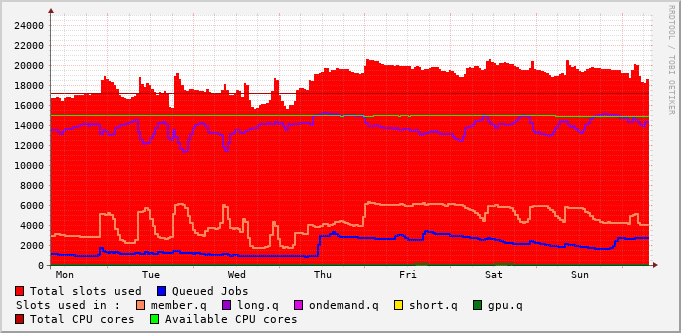 RRDTOOL / TOBI OETIKER
24000
22000
20000
18000
16000
14000
12000
10000
8000
6000
4000
2000
0
Mon Tue Wed Thu Fri Sat Sun
Total slots used Queued Jobs
Slots used in : member.q long.q ondemand.q short.q gpu.q
Total CPU cores Available CPU cores